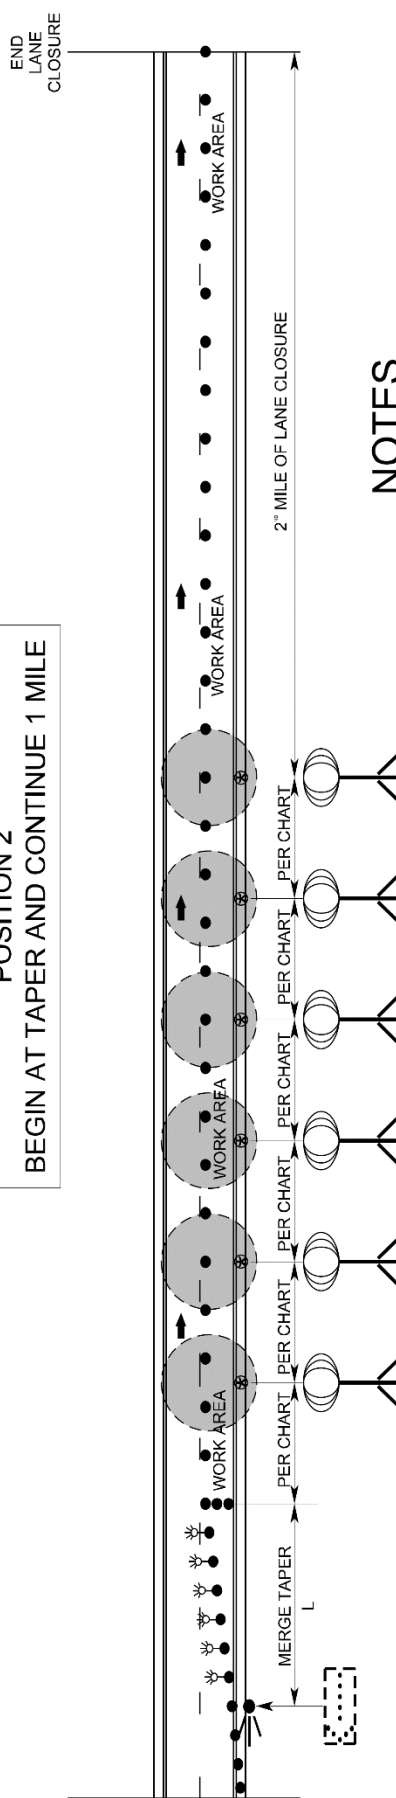 POSITION 2
BEGIN AT TAPER AND CONTINUE 1 MILE
END
LANE
CLOSURE
WORK AREA
WORK AREA
WORK AREA
WORK AREA
MERGE TAPER
L
PER CHART
PER CHART
PER CHART
PER CHART
PER CHART
PER CHART
2ᴺᴰ MILE OF LANE CLOSURE
NOTES